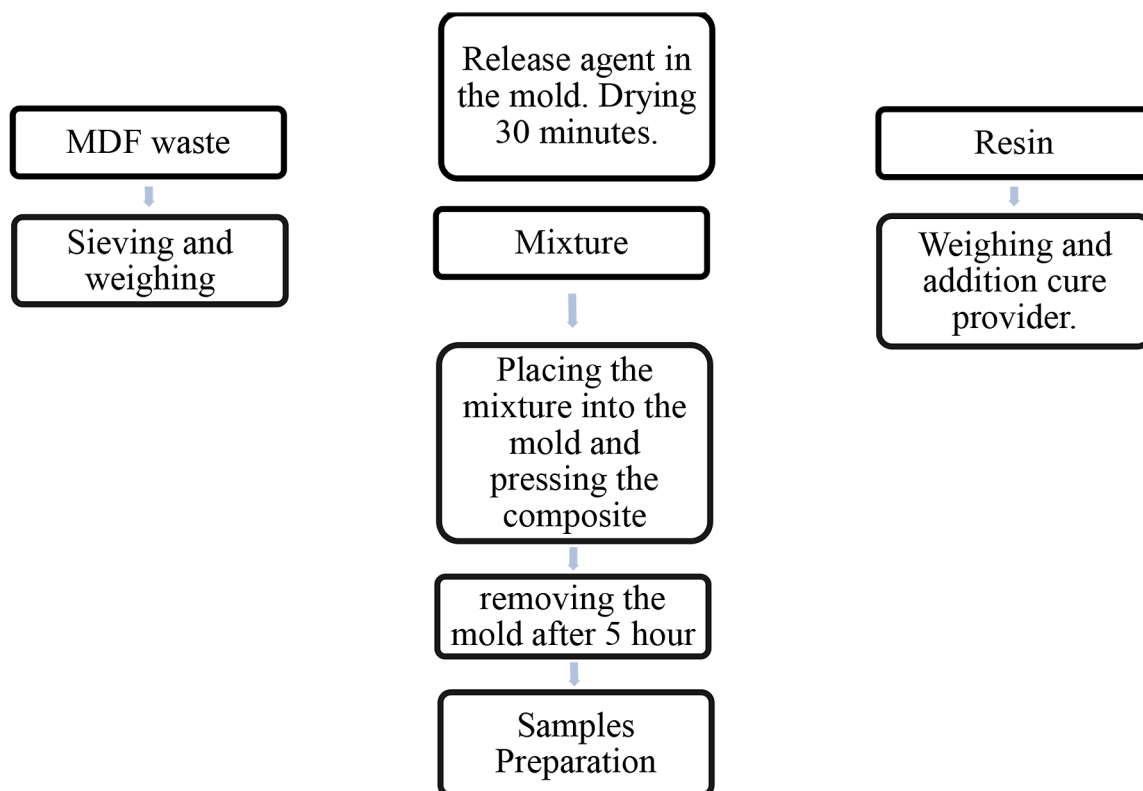 MDF waste
Sieving and
weighing
Release agent in
the mold. Drying
30 minutes.
Mixture
Placing the
mixture into the
mold and
pressing the
composite
removing the
mold after 5 hour
Samples
Preparation
Resin
Weighing and
addition cure
provider.